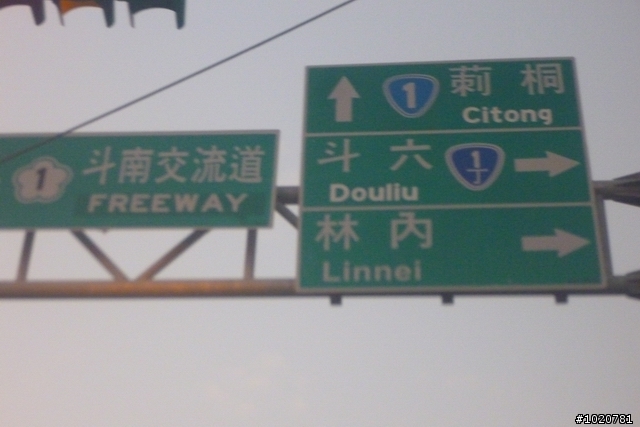 1 斗南交流道
FREEWAY
1 莿桐
Citong
斗六 1丁
Douliu
林內
Linnei
#1020781